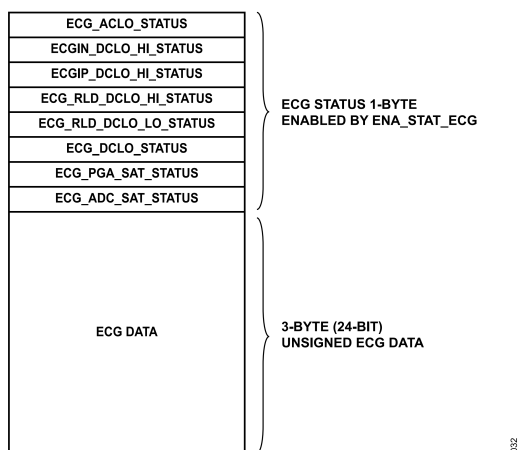 ECG_ACLO_STATUS
ECGIN_DCLO_HI_STATUS
ECGIP_DCLO_HI_STATUS
ECG_RLD_DCLO_HI_STATUS
ECG_RLD_DCLO_LO_STATUS
ECG_DCLO_STATUS
ECG_PGA_SAT_STATUS
ECG_ADC_SAT_STATUS
ECG STATUS 1-BYTE
ENABLED BY ENA_STAT_ECG
ECG DATA
3-BYTE (24-BIT)
UNSIGNED ECG DATA
032